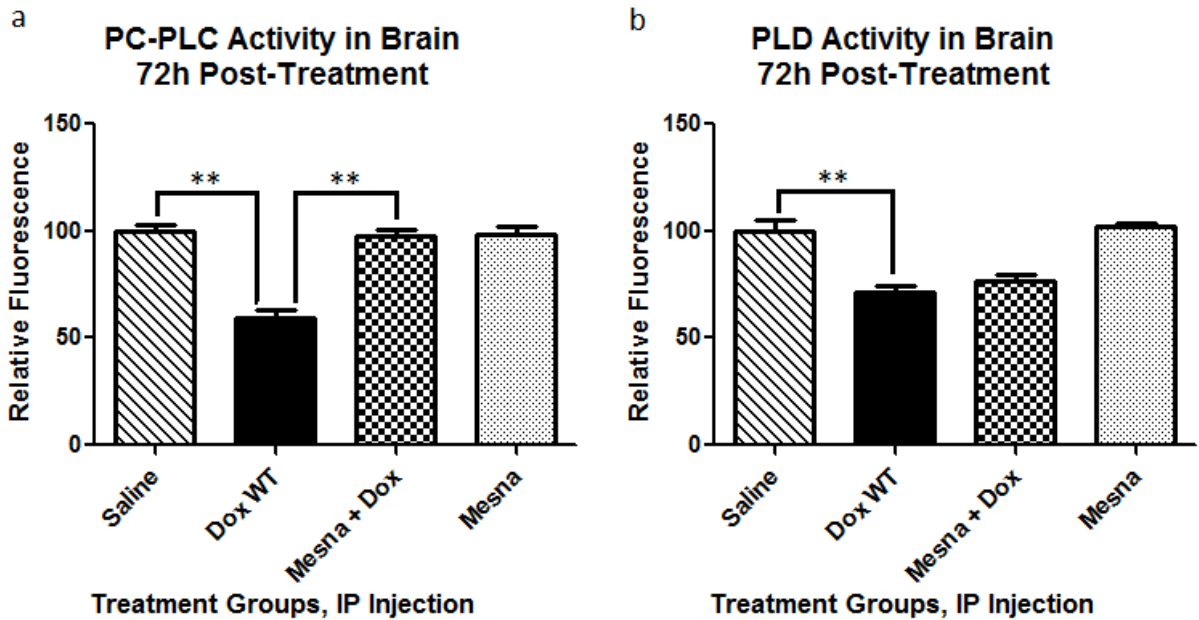 a
PC-PLC Activity in Brain
72h Post-Treatment
Relative Fluorescence
150
100
50
0
**
**
Saline
Dox WT
Mesna + Dox
Mesna
Treatment Groups, IP Injection
b
PLD Activity in Brain
72h Post-Treatment
Relative Fluorescence
150
100
50
0
**
Saline
Dox WT
Mesna + Dox
Mesna
Treatment Groups, IP Injection